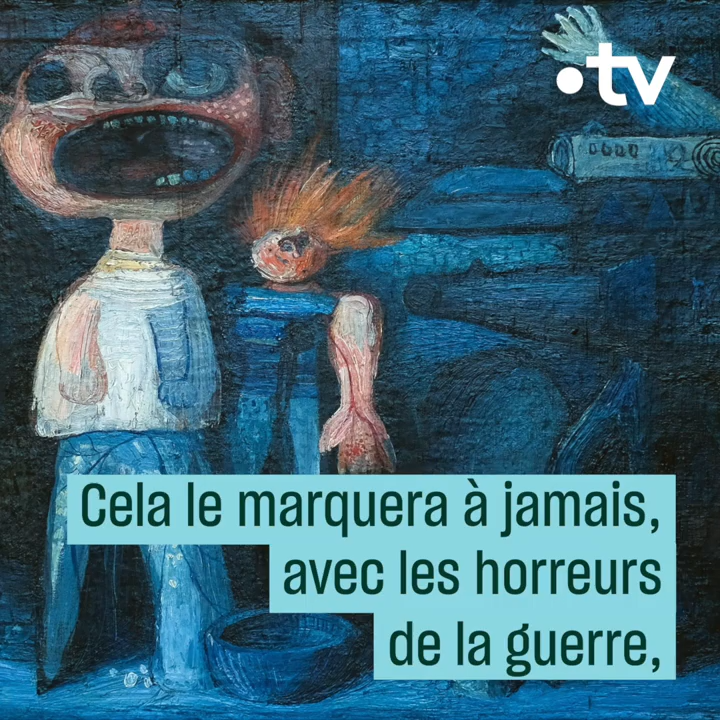 •tv
Cela le marquera à jamais,
avec les horreurs
de la guerre,